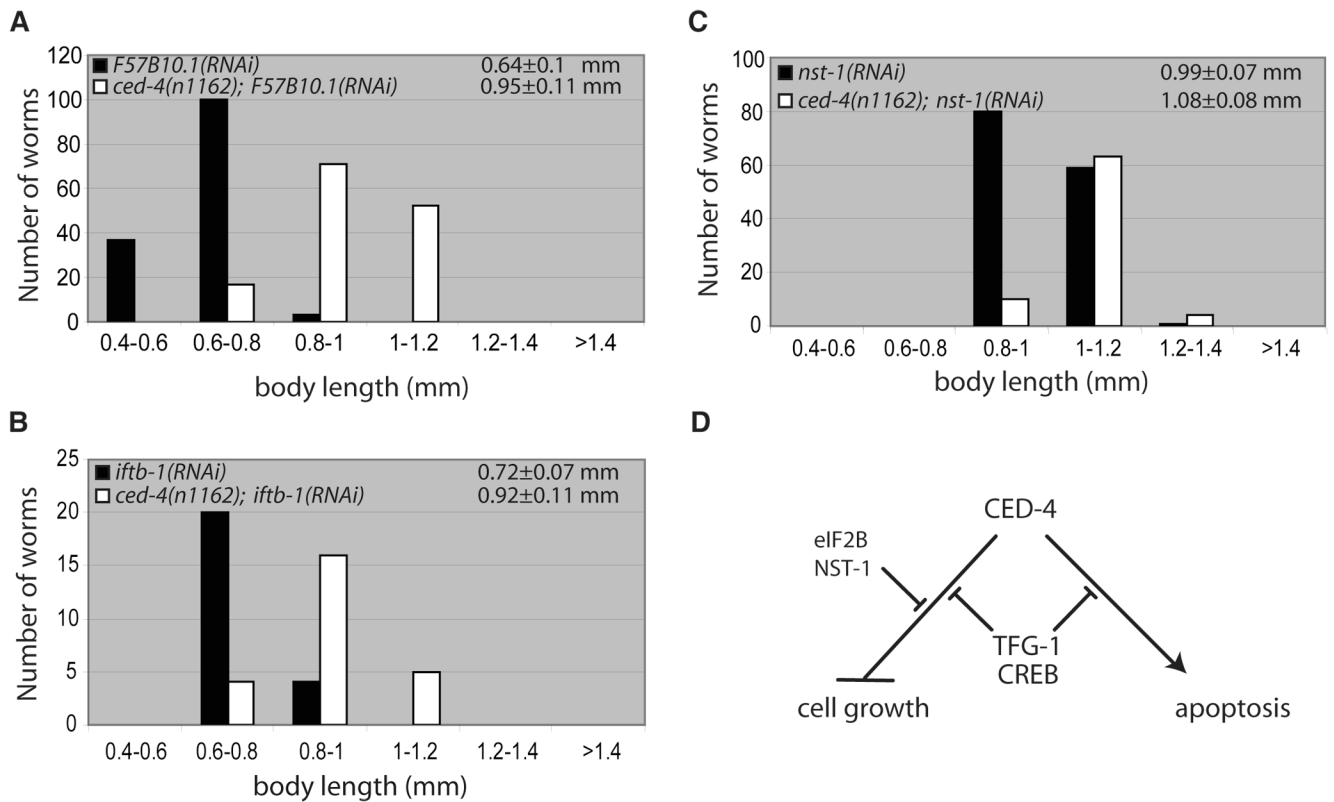 A
120
100
80
60
40
20
0
Number of worms
F57B10.1(RNAi) 0.64±0.1 mm
ced-4(n1162); F57B10.1(RNAi) 0.95±0.11 mm
0.4-0.6 0.6-0.8 0.8-1 1-1.2 1.2-1.4 >1.4
body length (mm)
B
25
20
15
10
5
0
Number of worms
iftb-1(RNAi) 0.72±0.07 mm
ced-4(n1162); iftb-1(RNAi) 0.92±0.11 mm
0.4-0.6 0.6-0.8 0.8-1 1-1.2 1.2-1.4 >1.4
body length (mm)
C
100
80
60
40
20
0
Number of worms
nst-1(RNAi) 0.99±0.07 mm
ced-4(n1162); nst-1(RNAi) 1.08±0.08 mm
0.4-0.6 0.6-0.8 0.8-1 1-1.2 1.2-1.4 >1.4
body length (mm)
D
CED-4
eIF2B
NST-1
TFG-1
CREB
cell growth apoptosis